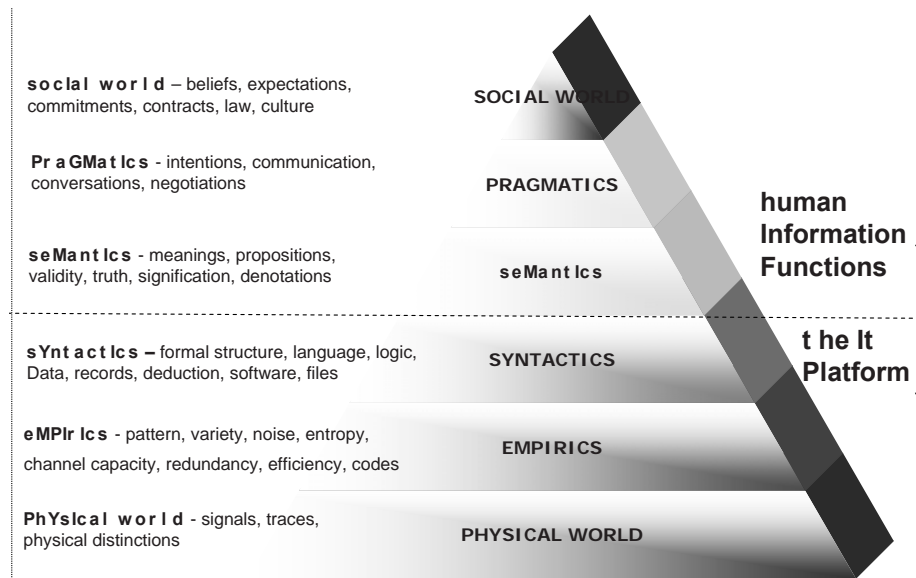 socIal world – beliefs, expectations,
commitments, contracts, law, culture
SOCIAL WORLD
PraGMatIcs - intentions, communication,
conversations, negotiations
PRAGMATICS
human
Information
Functions
seMantIcs - meanings, propositions,
validity, truth, signification, denotations
seMantIcs
sYntactIcs – formal structure, language, logic,
Data, records, deduction, software, files
SYNTACTICS
the It
Platform
eMPIrIcs - pattern, variety, noise, entropy,
channel capacity, redundancy, efficiency, codes
EMPIRICS
PhYsIcal world - signals, traces,
physical distinctions
PHYSICAL WORLD